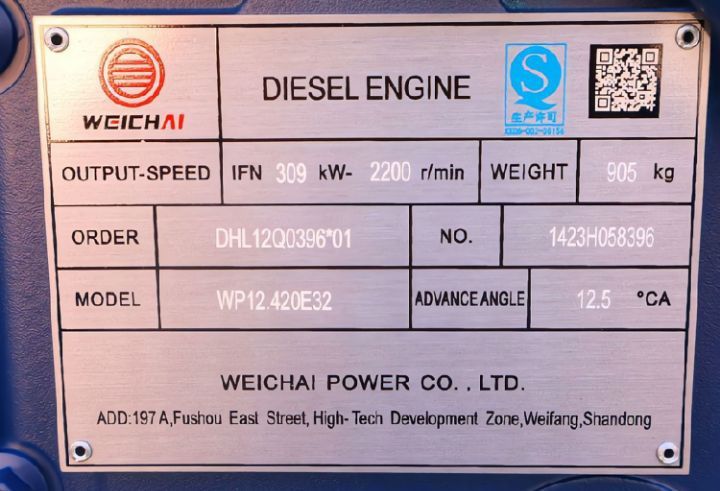 WEICHAI
DIESEL ENGINE
生产许可
OUTPUT-SPEED IFN 309 kW- 2200 r/min WEIGHT 905 kg
ORDER DHL12Q0396*01 NO. 1423H058396
MODEL WP12.420E32 ADVANCE ANGLE 12.5 °CA
WEICHAI POWER CO., LTD.
ADD:197 A,Fushou East Street, High-Tech Development Zone,Weifang,Shandong